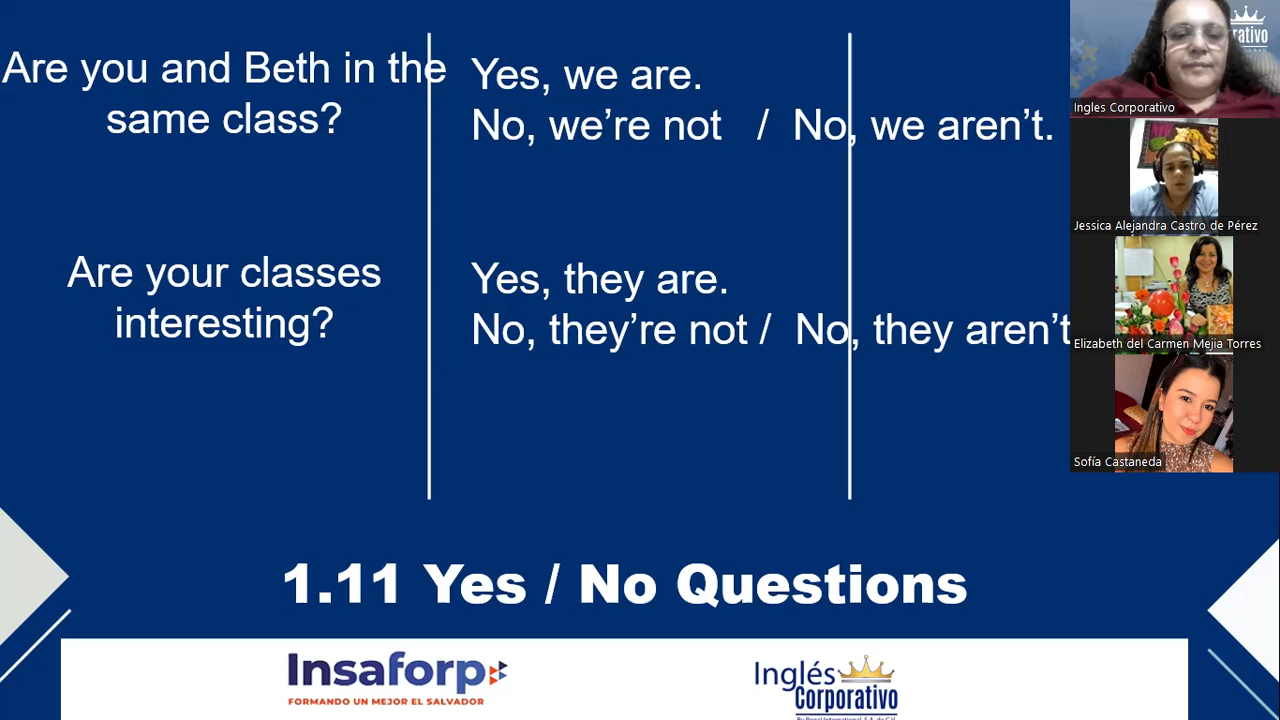 Are you and Beth in the
same class?
Yes, we are.
No, we're not / No, we aren't.
Are your classes
interesting?
Yes, they are.
No, they're not / No, they aren't
1.11 Yes / No Questions
Insaforp
FORMANDO UN MEJOR EL SALVADOR
Inglés
Corporativo
rativo
Ingles Corporativo
Jessica Alejandra Castro de Pérez
Elizabeth del Carmen Mejia Torres
Sofía Castaneda